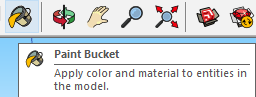 Paint Bucket
Apply color and material to entities in
the model.